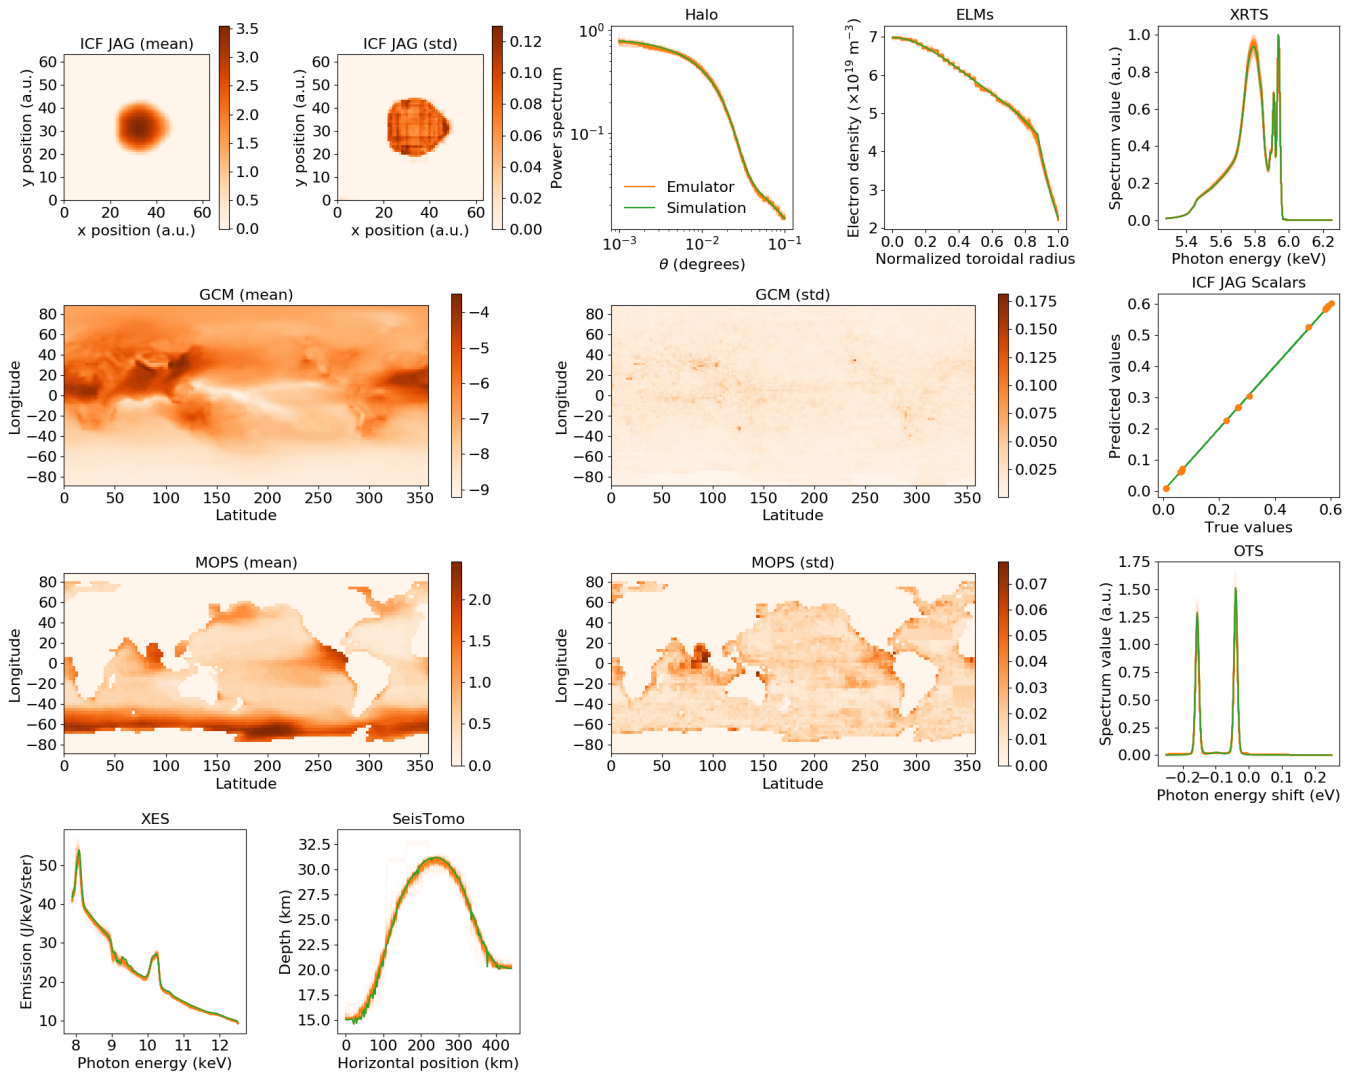 ICF JAG (mean)
y position (a.u.)
60
50
40
30
20
10
0
0 20 40 60
x position (a.u.)
3.5
3.0
2.5
2.0
1.5
1.0
0.5
0.0
ICF JAG (std)
y position (a.u.)
60
50
40
30
20
10
0
0 20 40 60
x position (a.u.)
0.12
0.10
0.08
0.06
0.04
0.02
0.00
Halo
Power spectrum
10⁰
10⁻¹
Emulator
Simulation
10⁻³ 10⁻² 10⁻¹
θ (degrees)
ELMs
Electron density (×10¹⁹ m⁻³)
7
6
5
4
3
2
0.0 0.2 0.4 0.6 0.8 1.0
Normalized toroidal radius
XRTS
Spectrum value (a.u.)
1.0
0.8
0.6
0.4
0.2
0.0
5.4 5.6 5.8 6.0 6.2
Photon energy (keV)
GCM (mean)
Longitude
80
60
40
20
0
−20
−40
−60
−80
0 50 100 150 200 250 300 350
Latitude
−4
−5
−6
−7
−8
−9
GCM (std)
Longitude
80
60
40
20
0
−20
−40
−60
−80
0 50 100 150 200 250 300 350
Latitude
0.175
0.150
0.125
0.100
0.075
0.050
0.025
ICF JAG Scalars
Predicted values
0.6
0.5
0.4
0.3
0.2
0.1
0.0
0.0 0.2 0.4 0.6
True values
MOPS (mean)
Longitude
80
60
40
20
0
−20
−40
−60
−80
0 50 100 150 200 250 300 350
Latitude
2.0
1.5
1.0
0.5
0.0
MOPS (std)
Longitude
80
60
40
20
0
−20
−40
−60
−80
0 50 100 150 200 250 300 350
Latitude
0.07
0.06
0.05
0.04
0.03
0.02
0.01
0.00
OTS
Spectrum value (a.u.)
1.75
1.50
1.25
1.00
0.75
0.50
0.25
0.00
−0.2 −0.1 0.0 0.1 0.2
Photon energy shift (eV)
XES
Emission (J/keV/ster)
50
40
30
20
10
8 9 10 11 12
Photon energy (keV)
SeisTomo
Depth (km)
32.5
30.0
27.5
25.0
22.5
20.0
17.5
15.0
0 100 200 300 400
Horizontal position (km)